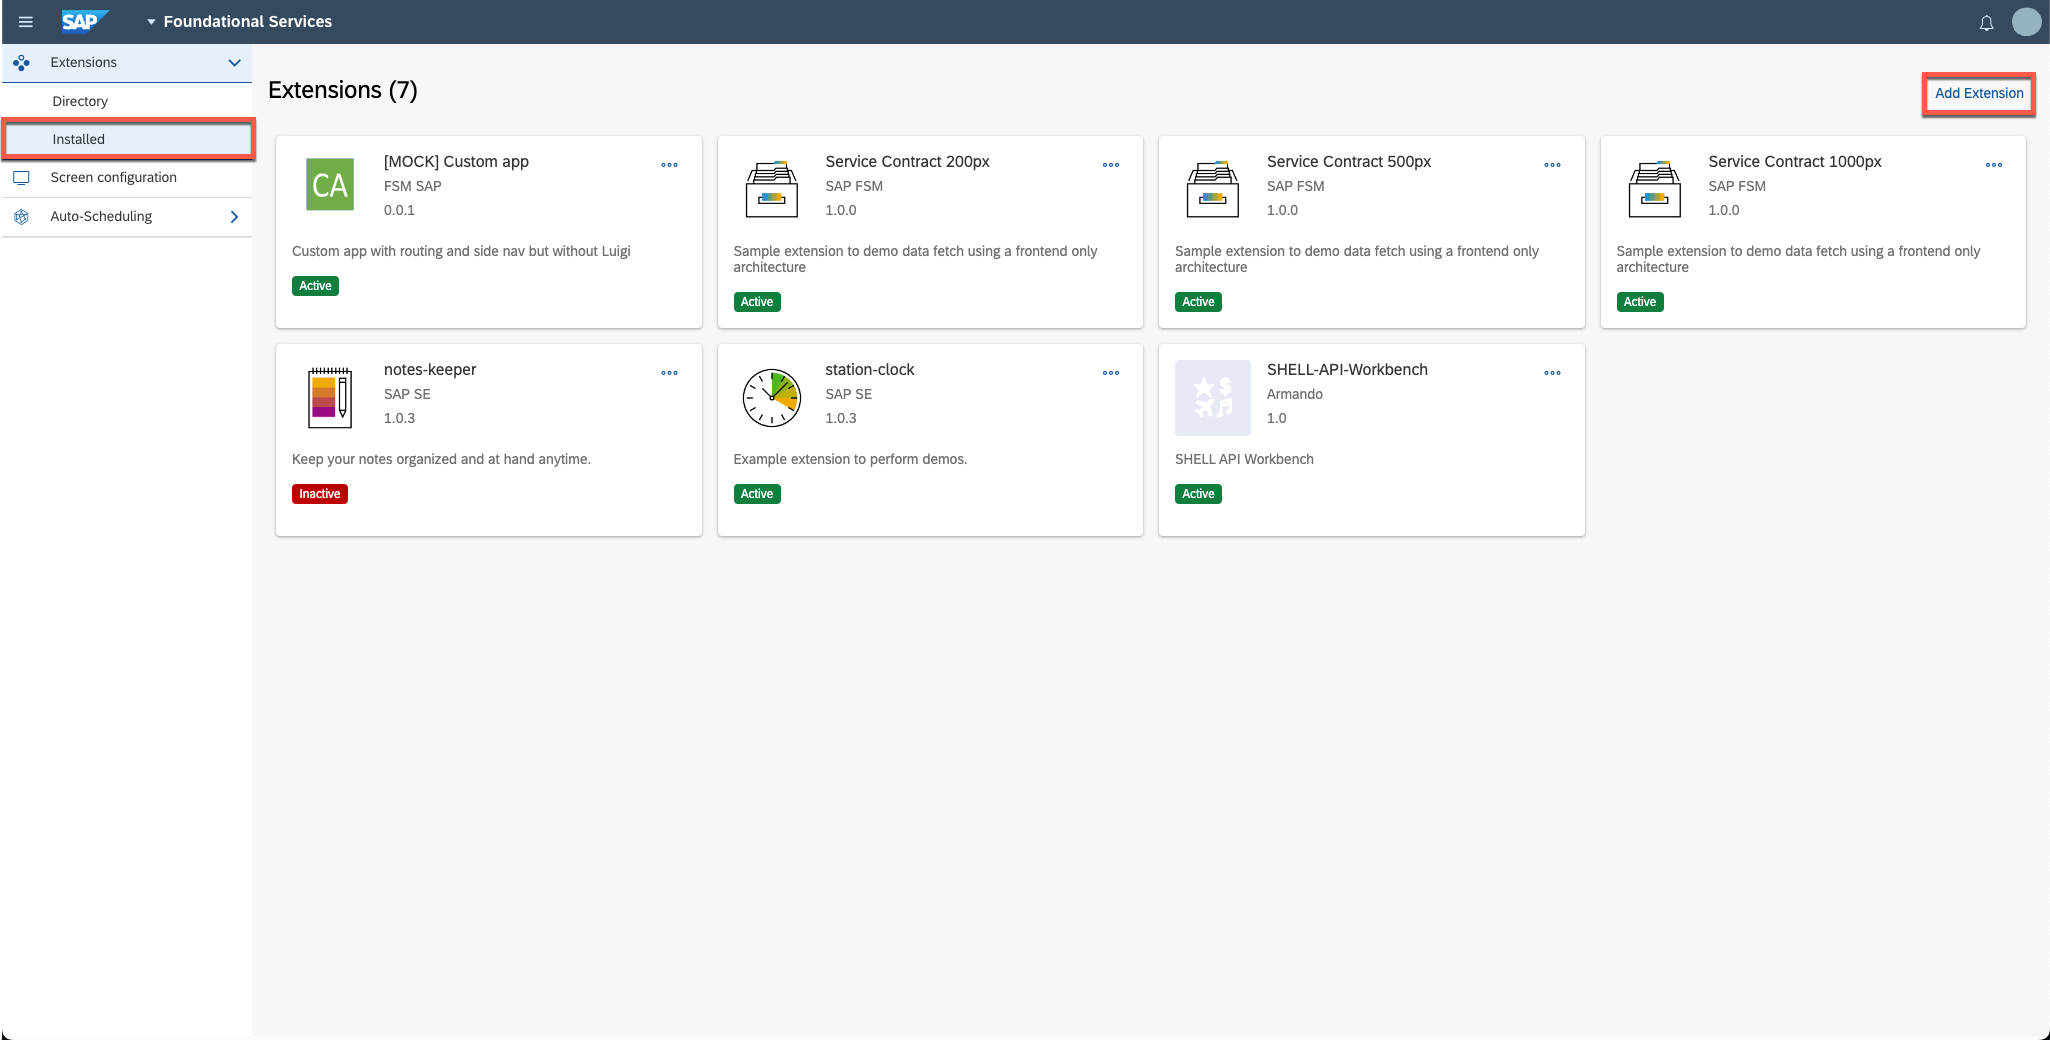 SAP
Foundational Services
Extensions
Directory
Installed
Screen configuration
Auto-Scheduling
Extensions (7)
Add Extension
CA
[MOCK] Custom app
FSM SAP
0.0.1
Custom app with routing and side nav but without Luigi
Active
Service Contract 200px
SAP FSM
1.0.0
Sample extension to demo data fetch using a frontend only
architecture
Active
Service Contract 500px
SAP FSM
1.0.0
Sample extension to demo data fetch using a frontend only
architecture
Active
Service Contract 1000px
SAP FSM
1.0.0
Sample extension to demo data fetch using a frontend only
architecture
Active
notes-keeper
SAP SE
1.0.3
Keep your notes organized and at hand anytime.
Inactive
station-clock
SAP SE
1.0.3
Example extension to perform demos.
Active
SHELL-API-Workbench
Armando
1.0
SHELL API Workbench
Active